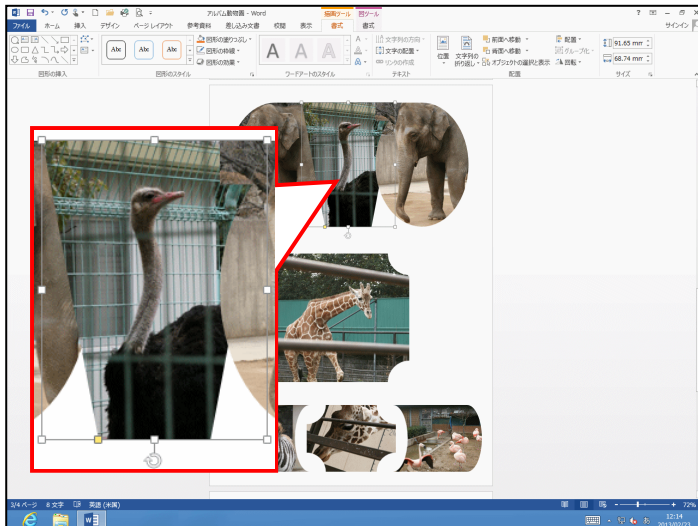 アルバム動物園 - Word
描画ツール 図ツール
サインイン
ファイル ホーム 挿入 デザイン ページ レイアウト 参考資料 差し込み文書 校閲 表示 書式 書式
Abc Abc Abc
図形の塗りつぶし
図形の枠線
図形の効果
A A A
文字列の方向
文字の配置
リンクの作成
位置 文字列の折り返し
前面へ移動
背面へ移動
オブジェクトの選択と表示
配置
グループ化
回転
91.65 mm
68.74 mm
図形の挿入 図形のスタイル ワードアートのスタイル テキスト 配置 サイズ
3/4 ページ 8 文字 英語 (米国) 72%
12:14